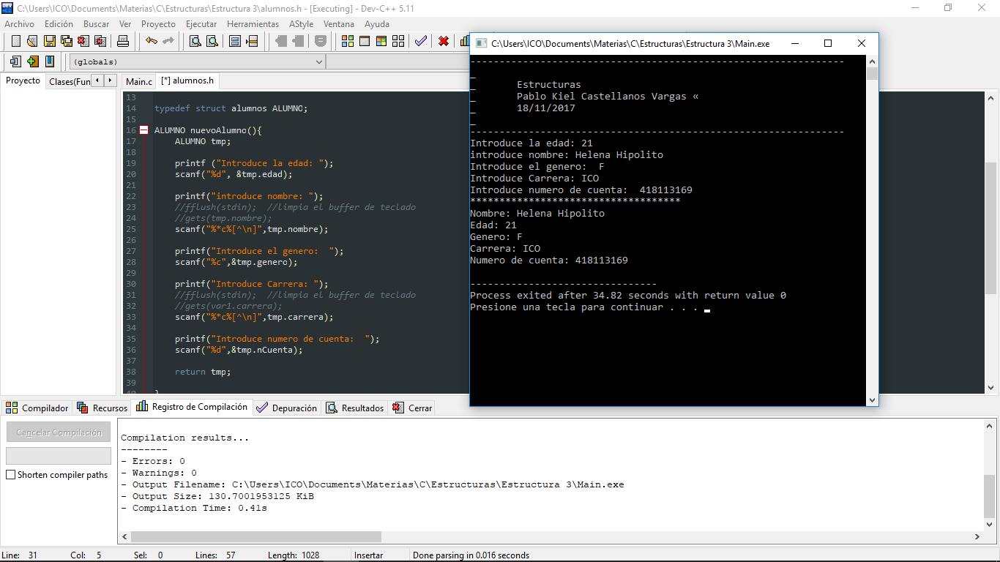 C:\Users\ICO\Documents\Materias\C\Estructuras\Estructura 3\alumnos.h - [Executing] - Dev-C++ 5.11
Archivo Edición Buscar Ver Proyecto Ejecutar Herramientas AStyle Ventana Ayuda
(globals)
Proyecto Clases(Fun
Main.c [*] alumnos.h
13
14 typedef struct alumnos ALUMNO;
15
16 ALUMNO nuevoAlumno(){
17 ALUMNO tmp;
18
19 printf ("Introduce la edad: ");
20 scanf("%d", &tmp.edad);
21
22 printf("introduce nombre: ");
23 //fflush(stdin); //limpia el buffer de teclado
24 //gets(tmp.nombre);
25 scanf("%*c%[^\n]",tmp.nombre);
26
27 printf("Introduce el genero:  ");
28 scanf("%c",&tmp.genero);
29
30 printf("Introduce Carrera: ");
31 //fflush(stdin); //limpia el buffer de teclado
32 //gets(var1.carrera);
33 scanf("%*c%[^\n]",tmp.carrera);
34
35 printf("Introduce numero de cuenta:  ");
36 scanf("%d",&tmp.nCuenta);
37
38 return tmp;
39
40 }
C:\Users\ICO\Documents\Materias\C\Estructuras\Estructura 3\Main.exe
----------------------------------------------------------------
_
_ Estructuras
_ Pablo Kiel Castellanos Vargas «
_ 18/11/2017
_
----------------------------------------------------------------
Introduce la edad: 21
introduce nombre: Helena Hipolito
Introduce el genero:  F
Introduce Carrera: ICO
Introduce numero de cuenta:  418113169
************************************
Nombre: Helena Hipolito
Edad: 21
Genero: F
Carrera: ICO
Numero de cuenta: 418113169
--------------------------------
Process exited after 34.82 seconds with return value 0
Presione una tecla para continuar . . .
Compilador Recursos Registro de Compilación Depuración Resultados Cerrar
Cancelar Compilación
Shorten compiler paths
Compilation results...
--------
- Errors: 0
- Warnings: 0
- Output Filename: C:\Users\ICO\Documents\Materias\C\Estructuras\Estructura 3\Main.exe
- Output Size: 130.7001953125 KiB
- Compilation Time: 0.41s
Line: 31 Col: 5 Sel: 0 Lines: 57 Length: 1028 Insertar Done parsing in 0.016 seconds